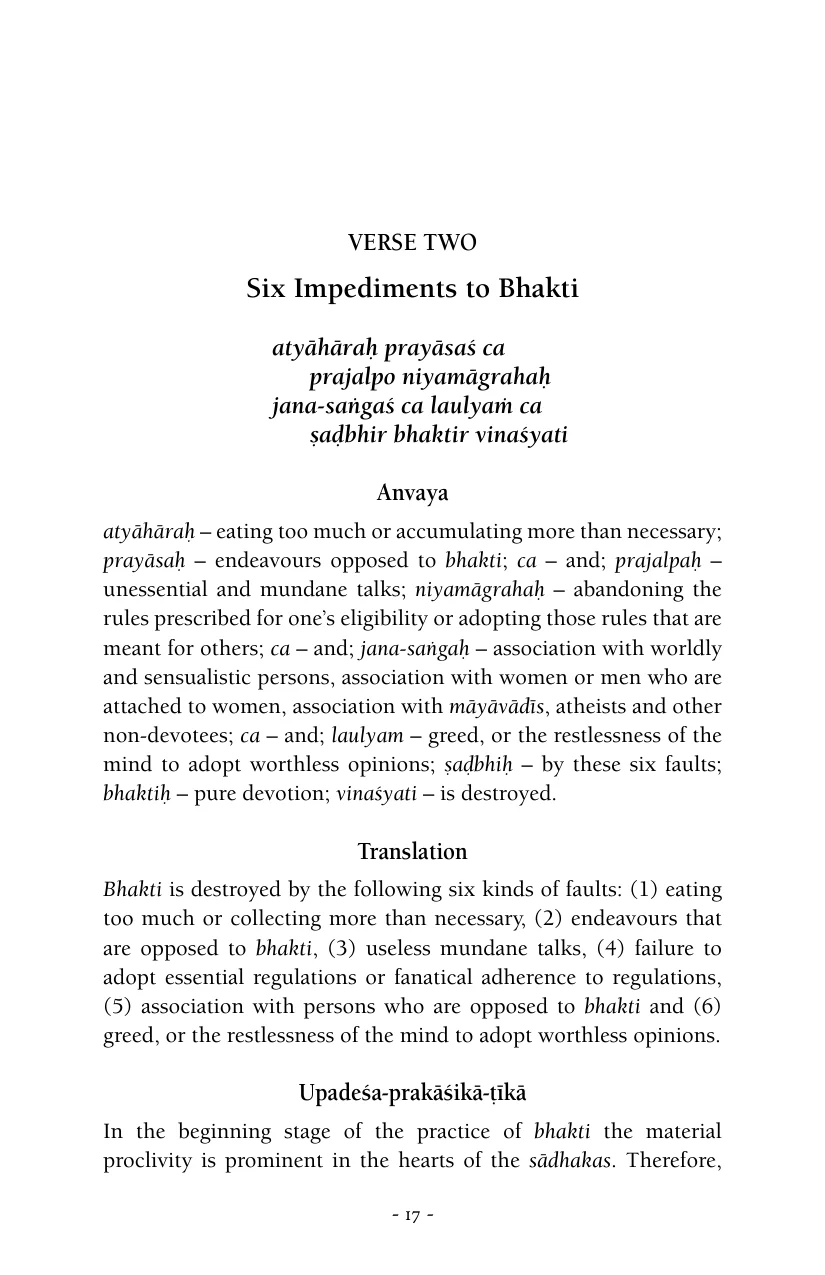 VERSE TWO
Six Impediments to Bhakti
atyāhāraḥ prayāsaś ca
prajalpo niyamāgrahaḥ
jana-saṅgaś ca laulyaṁ ca
ṣaḍbhir bhaktir vinaśyati
Anvaya
atyāhāraḥ – eating too much or accumulating more than necessary;
prayāsaḥ – endeavours opposed to bhakti; ca – and; prajalpaḥ –
unessential and mundane talks; niyamāgrahaḥ – abandoning the
rules prescribed for one’s eligibility or adopting those rules that are
meant for others; ca – and; jana-saṅgaḥ – association with worldly
and sensualistic persons, association with women or men who are
attached to women, association with māyāvādīs, atheists and other
non-devotees; ca – and; laulyam – greed, or the restlessness of the
mind to adopt worthless opinions; ṣaḍbhiḥ – by these six faults;
bhaktiḥ – pure devotion; vinaśyati – is destroyed.
Translation
Bhakti is destroyed by the following six kinds of faults: (1) eating
too much or collecting more than necessary, (2) endeavours that
are opposed to bhakti, (3) useless mundane talks, (4) failure to
adopt essential regulations or fanatical adherence to regulations,
(5) association with persons who are opposed to bhakti and (6)
greed, or the restlessness of the mind to adopt worthless opinions.
Upadeśa-prakāśikā-ṭīkā
In the beginning stage of the practice of bhakti the material
proclivity is prominent in the hearts of the sādhakas. Therefore,
- 17 -